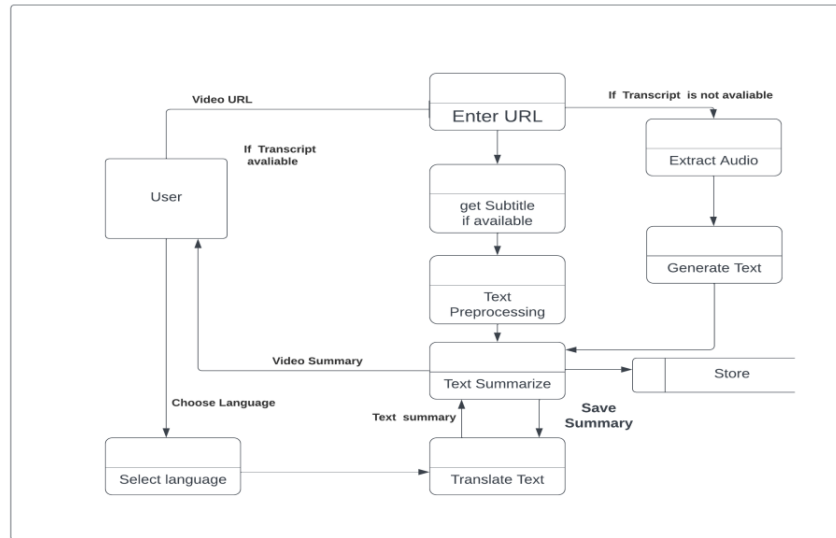 Video URL
Enter URL
If Transcript is not avaliable
If Transcript
avaliable
Extract Audio
User
get Subtitle
if available
Generate Text
Text
Preprocessing
Video Summary
Text Summarize
Store
Choose Language
Text summary
Save
Summary
Select language
Translate Text